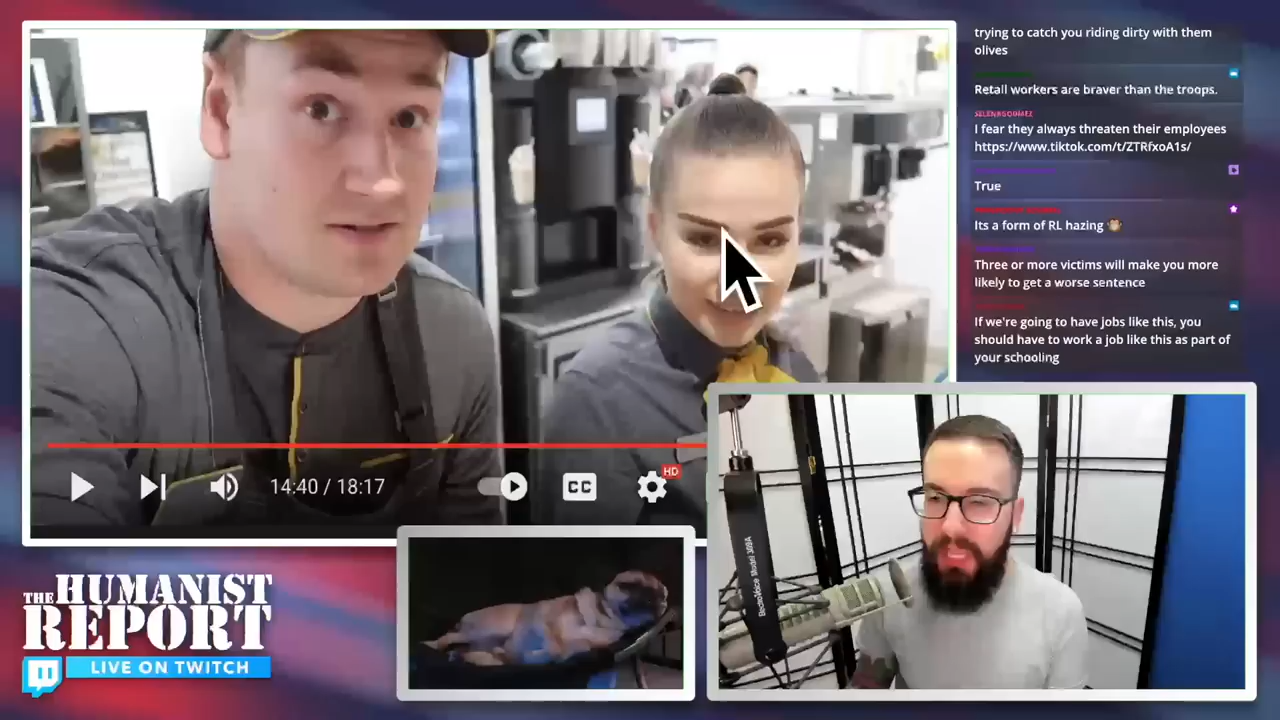 trying to catch you riding dirty with them
olives
Retail workers are braver than the troops.
SELENAGOOMEZ
I fear they always threaten their employees
https://www.tiktok.com/t/ZTRfxoA1s/
True
Its a form of RL hazing
Three or more victims will make you more
likely to get a worse sentence
If we're going to have jobs like this, you
should have to work a job like this as part of
your schooling
14:40 / 18:17
CC
HD
ElectroVoice Model 309A
THE HUMANIST
REPORT
LIVE ON TWITCH